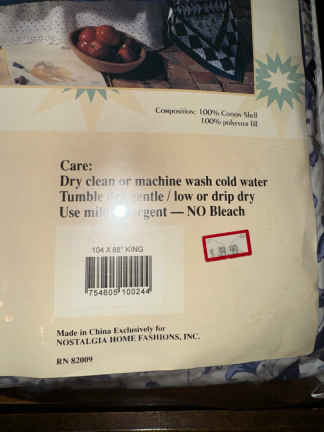 Composition: 100% Cotton Shell
100% polyester fill
Care:
Dry clean or machine wash cold water
Tumble dry gentle / low or drip dry
Use mild detergent — NO Bleach
104 X 88" KING
754605100244
Made in China Exclusively for
NOSTALGIA HOME FASHIONS, INC.
RN 82009